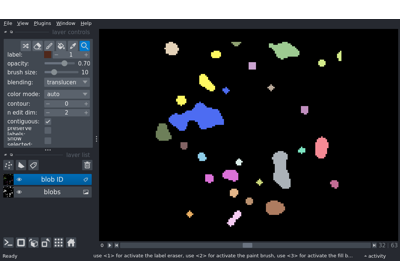 File View Plugins Window Help
layer controls
label: 1
opacity: 0.70
brush size: 10
blending: translucen
color mode: auto
contour: 0
n edit dim: 2
contiguous:
preserve labels:
show selected:
layer list
blob ID
blobs
32 63
Ready
use <1> for activate the label eraser, use <2> for activate the paint brush, use <3> for activate the fill b...
activity